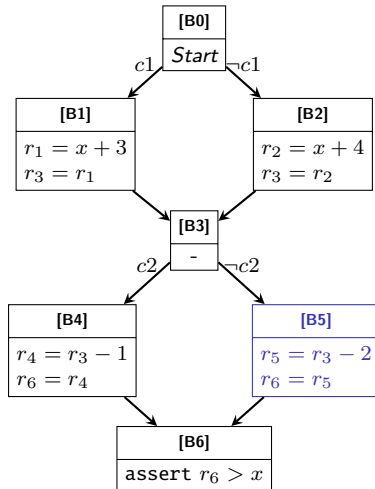 [B0]
Start
c1 ¬c1
[B1] [B2]
r₁ = x + 3 r₂ = x + 4
r₃ = r₁ r₃ = r₂
[B3]
-
c2 ¬c2
[B4] [B5]
r₄ = r₃ − 1 r₅ = r₃ − 2
r₆ = r₄ r₆ = r₅
[B6]
assert r₆ > x